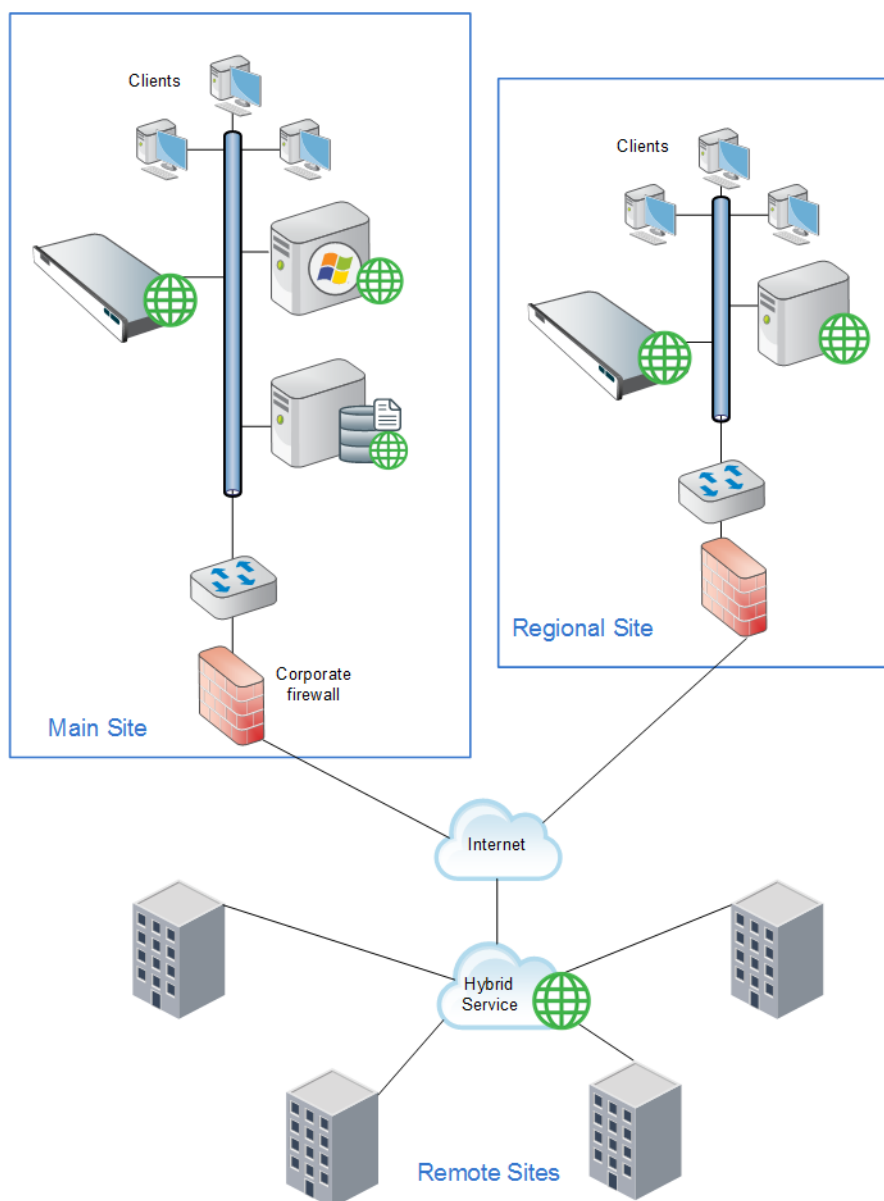 Clients
Clients
Regional Site
Corporate
firewall
Main Site
Internet
Hybrid
Service
Remote Sites